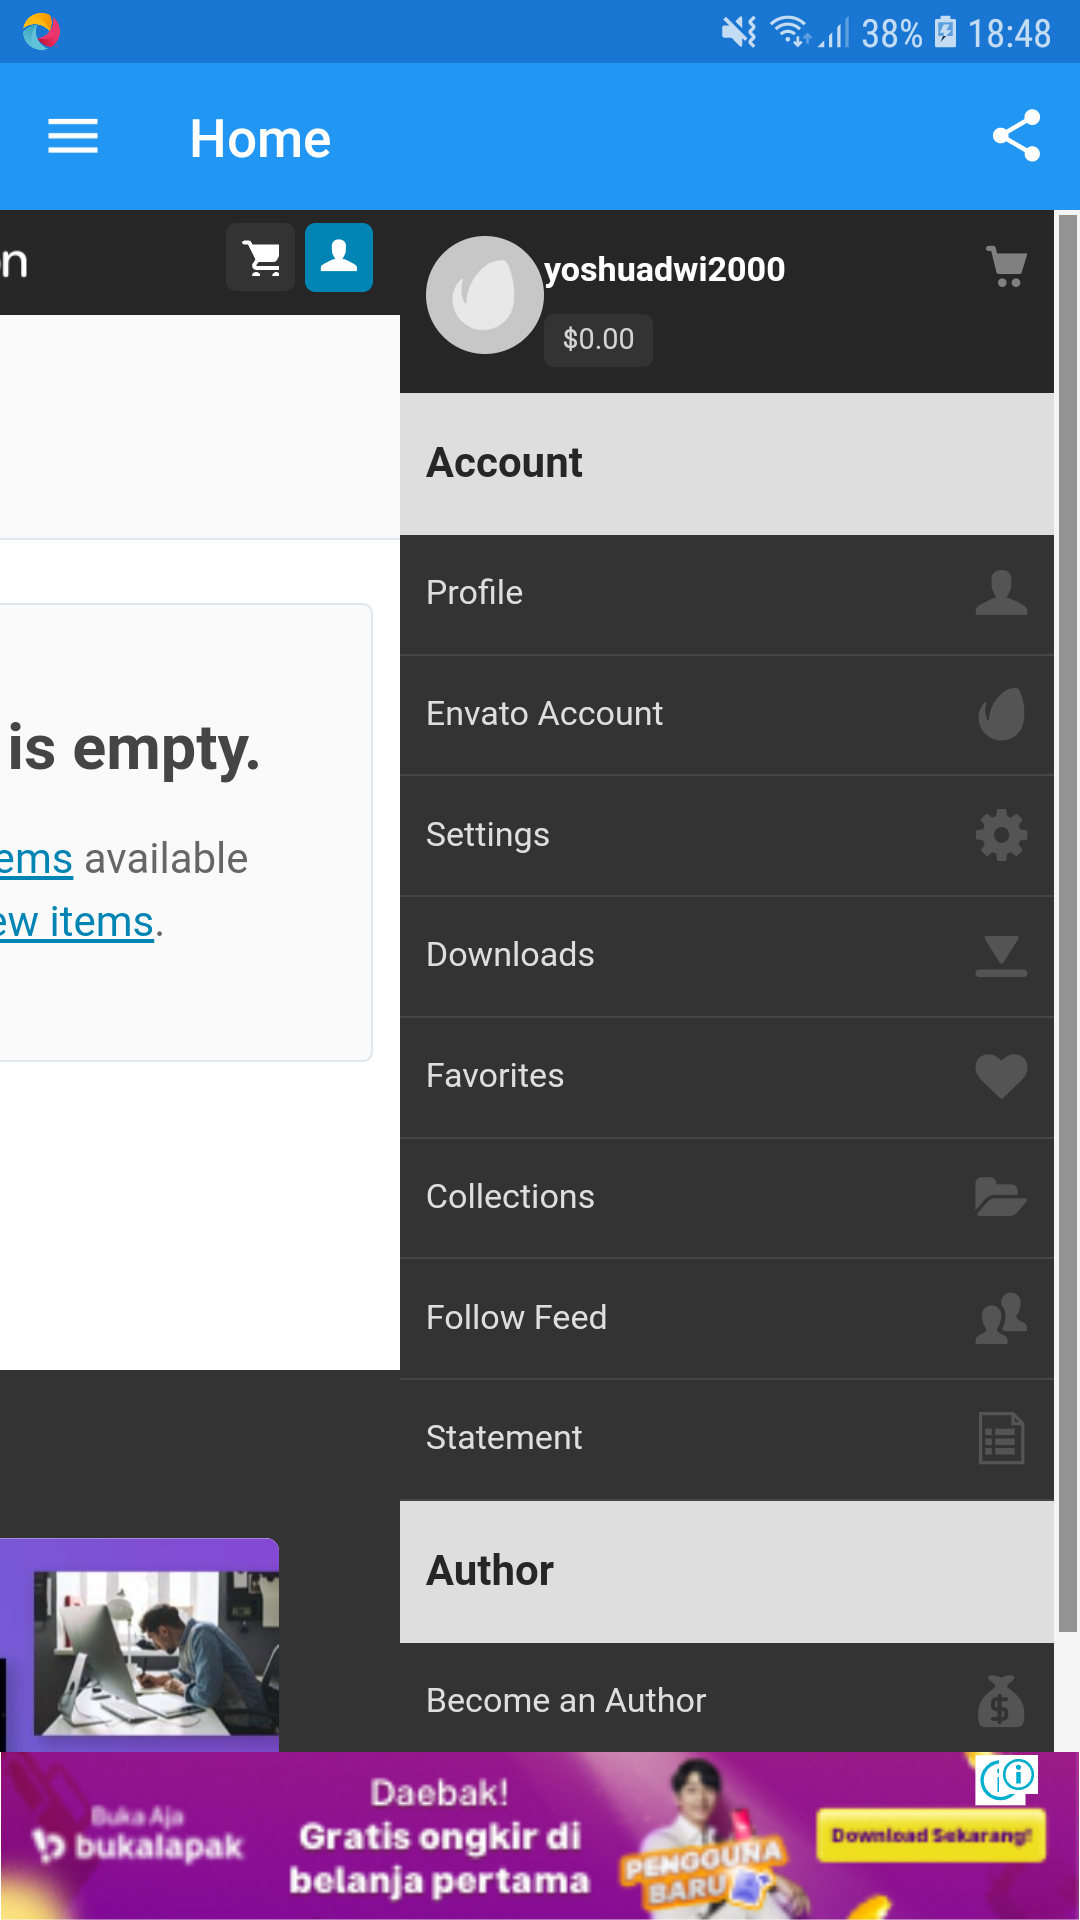 38% 18:48
Home
n
yoshuadwi2000
$0.00
Account
Profile
is empty.
Envato Account
Settings
ems available
ew items.
Downloads
Favorites
Collections
Follow Feed
Statement
Author
Become an Author
Buka Aja
bukalapak
Daebak!
Gratis ongkir di
belanja pertama
PENGGUNA
BARU
Download Sekarang!